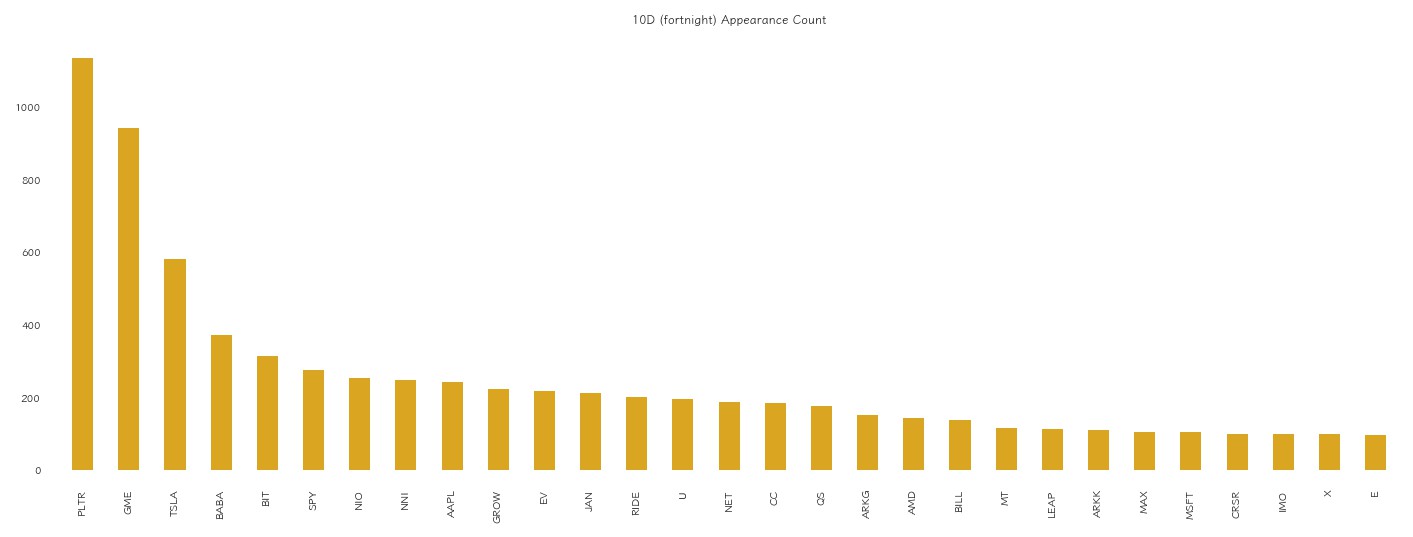 10D (fortnight) Appearance Count
1000
800
600
400
200
0
PLTR
GME
TSLA
BABA
BIT
SPY
NIO
NNI
AAPL
GROW
EV
JAN
RIDE
U
NET
CC
QS
ARKG
AMD
BILL
MT
LEAP
ARKK
MAX
MSFT
CRSR
IMO
X
E